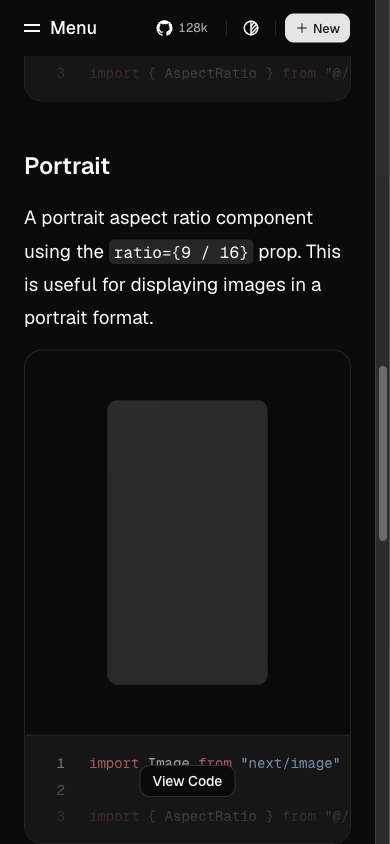 Menu 128k + New
3 import { AspectRatio } from "@/
Portrait
A portrait aspect ratio component
using the ratio={9 / 16} prop. This
is useful for displaying images in a
portrait format.
1 import Image from "next/image"
View Code
2
3 import { AspectRatio } from "@/